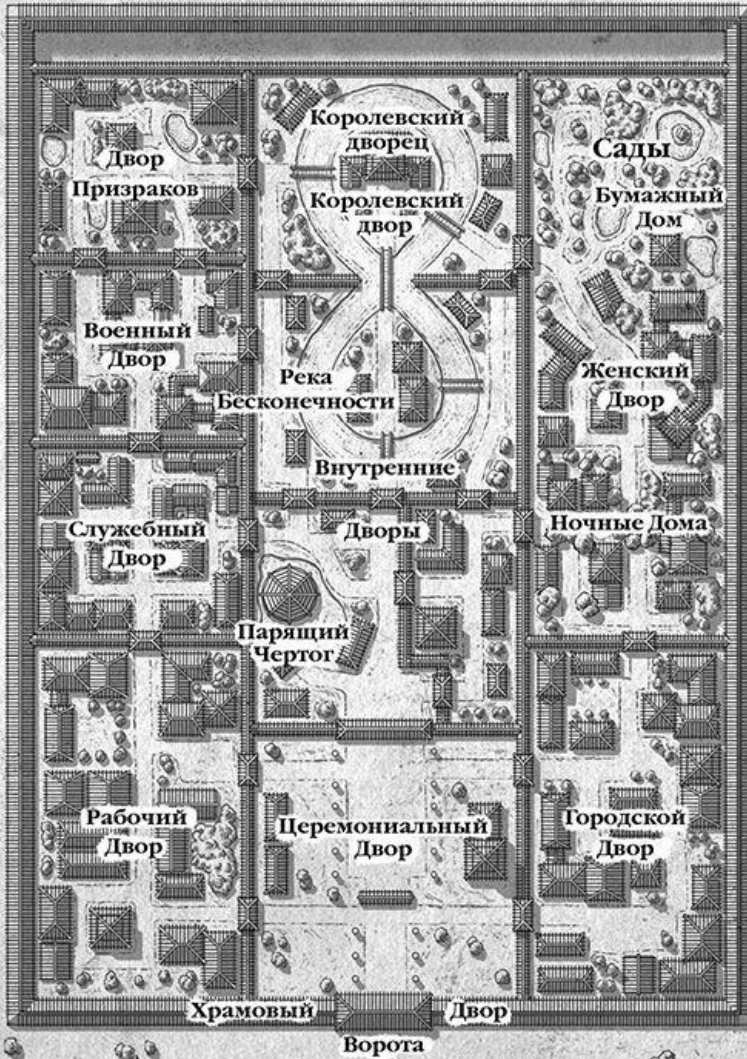 Королевский
дворец
Двор
Призраков
Королевский
двор
Сады
Бумажный
Дом
Военный
Двор
Река
Бесконечности
Женский
Двор
Внутренние
Дворы
Служебный
Двор
Ночные Дома
Парящий
Чертог
Рабочий
Двор
Церемониальный
Двор
Городской
Двор
Храмовый Двор
Ворота